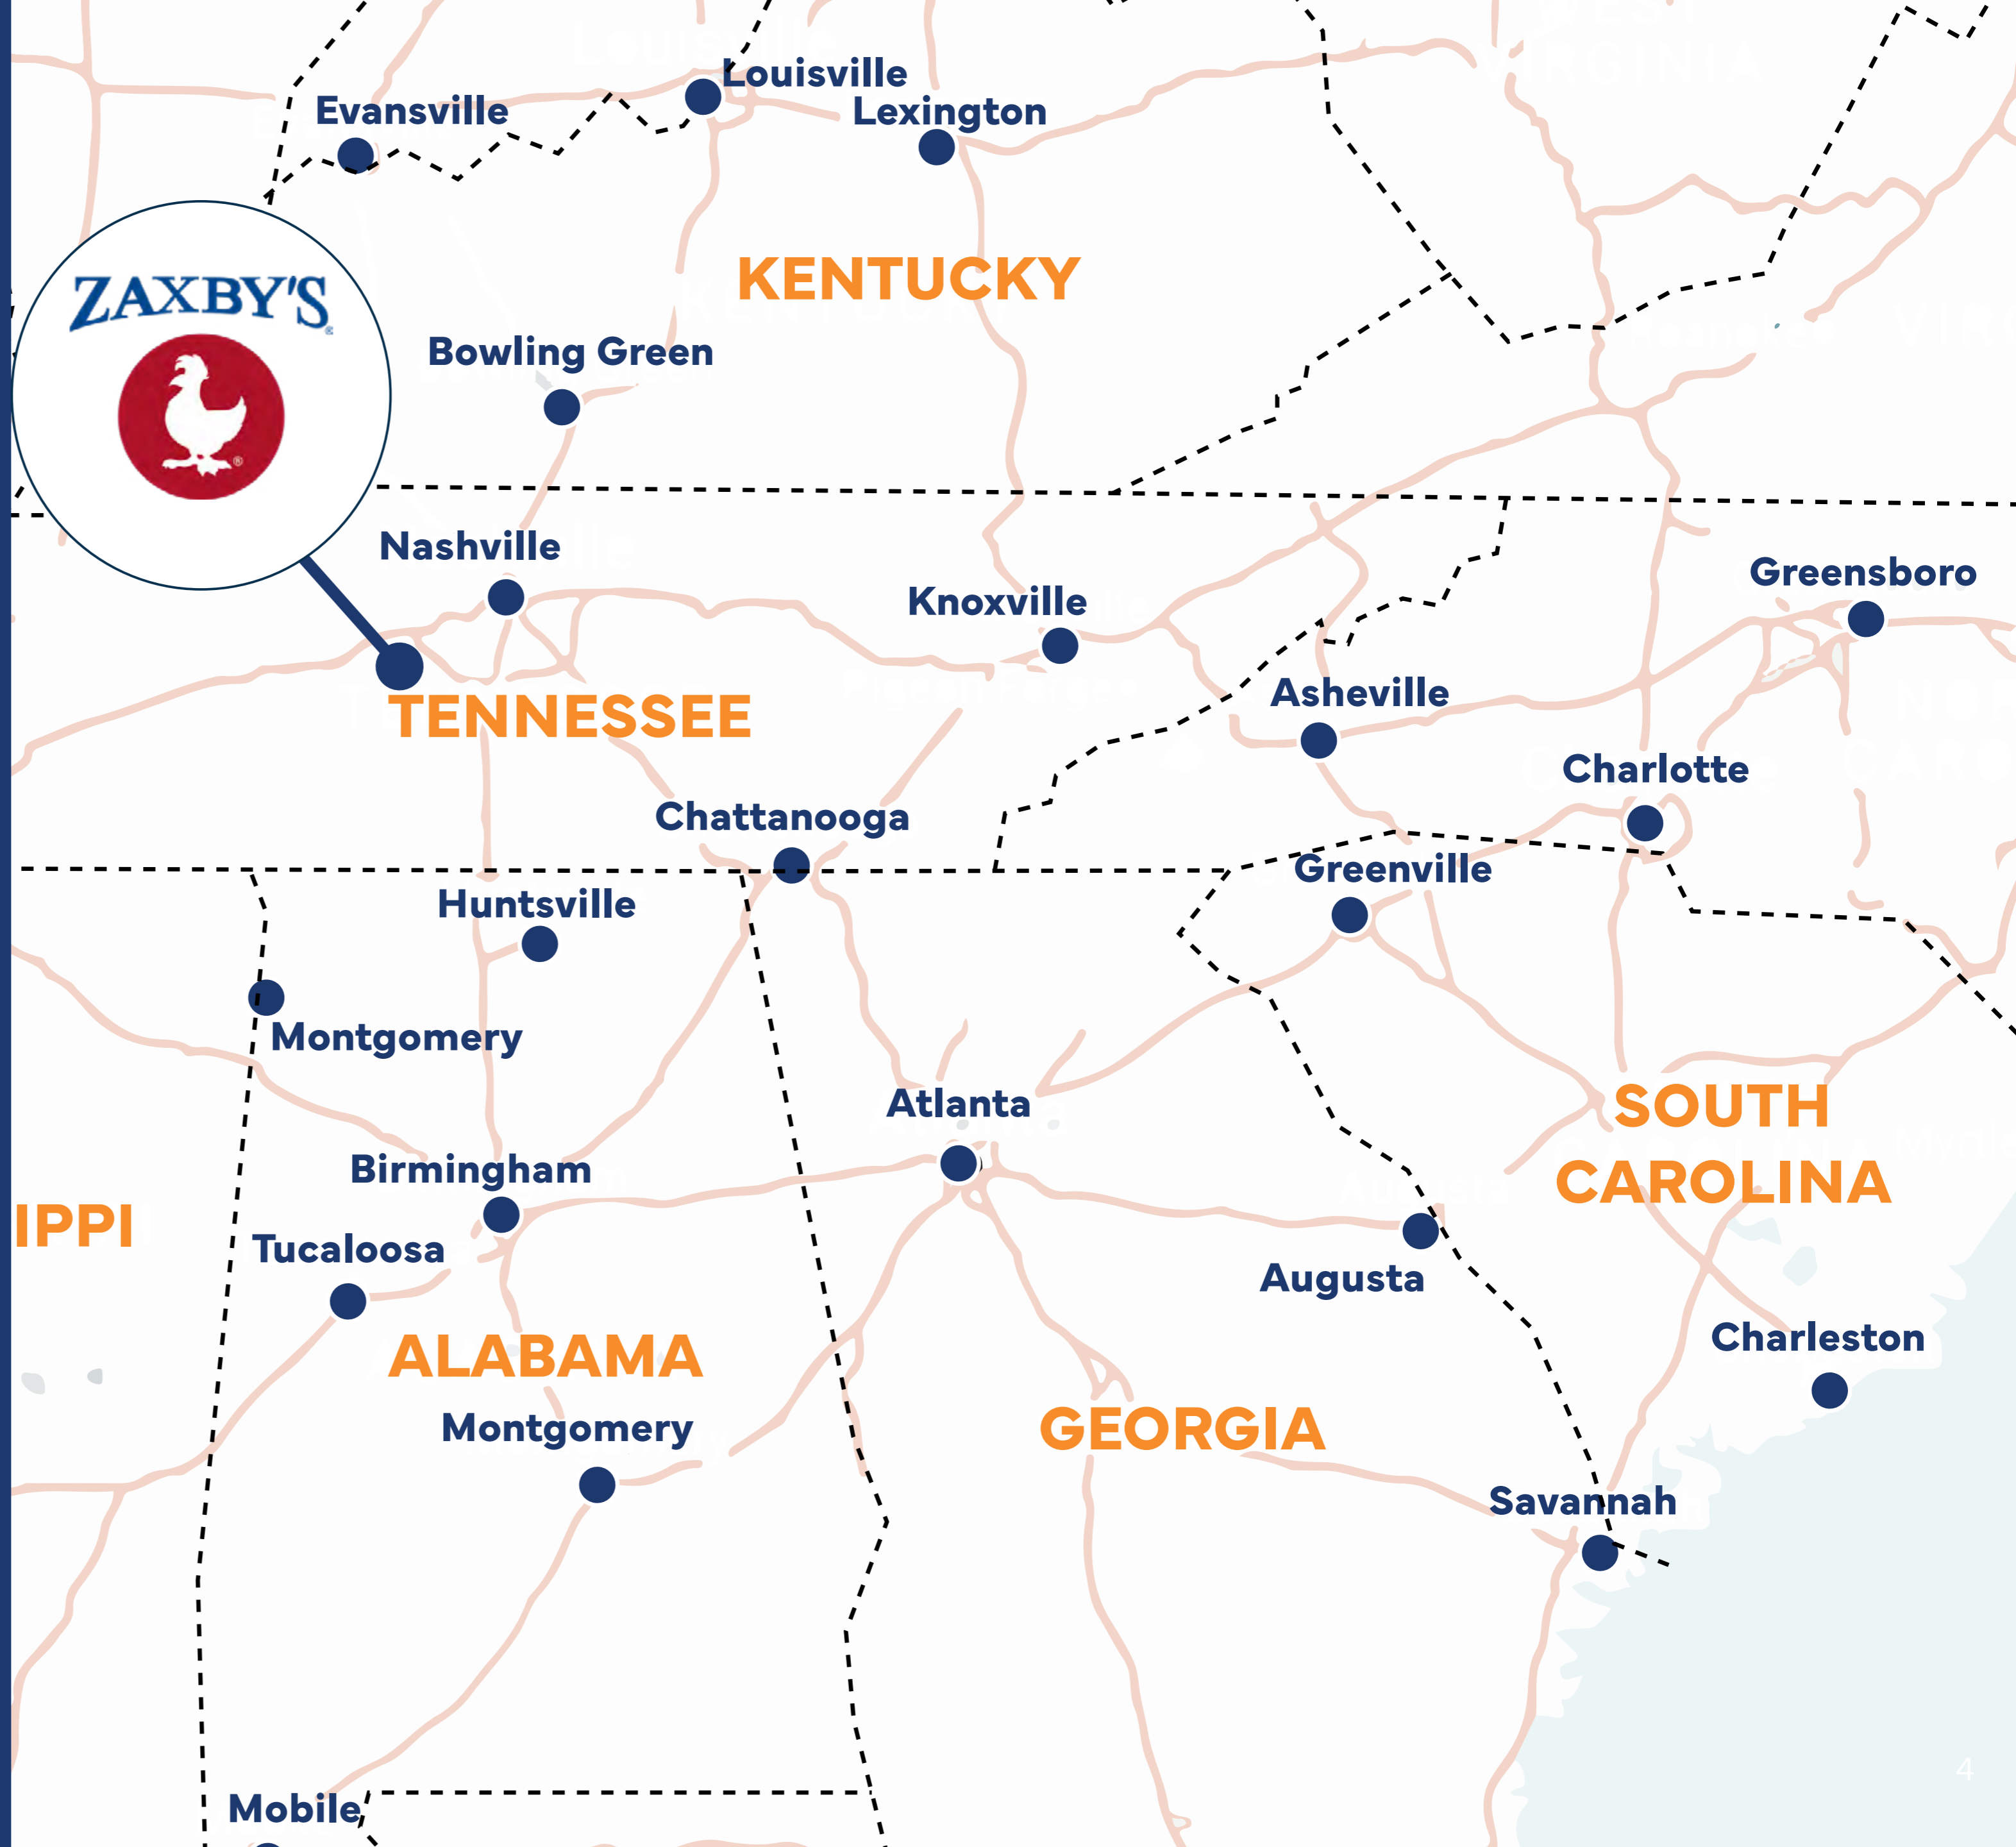 Louisville
Evansville
Lexington
KENTUCKY
ZAXBY'S
Bowling Green
Nashville
Knoxville
Greensboro
TENNESSEE
Asheville
Charlotte
Chattanooga
Greenville
Huntsville
Montgomery
Atlanta
SOUTH
CAROLINA
Birmingham
IPPI
Tucaloosa
Augusta
ALABAMA
Charleston
Montgomery
GEORGIA
Savannah
4
Mobile